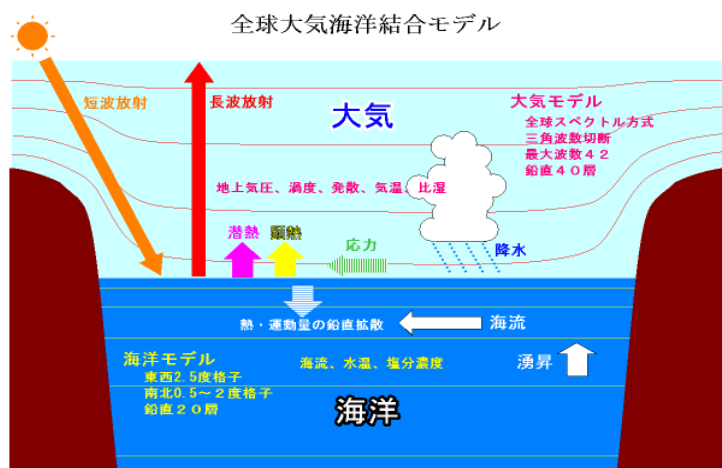 全球大気海洋結合モデル
短波放射
長波放射
大気
大気モデル
全球スペクトル方式
三角波数切断
最大波数４２
鉛直４０層
地上気圧、渦度、発散、気温、比湿
潜熱
顕熱
応力
降水
熱・運動量の鉛直拡散
海流
海洋モデル
東西2.5度格子
南北0.5～２度格子
鉛直２０層
海流、水温、塩分濃度
湧昇
海洋